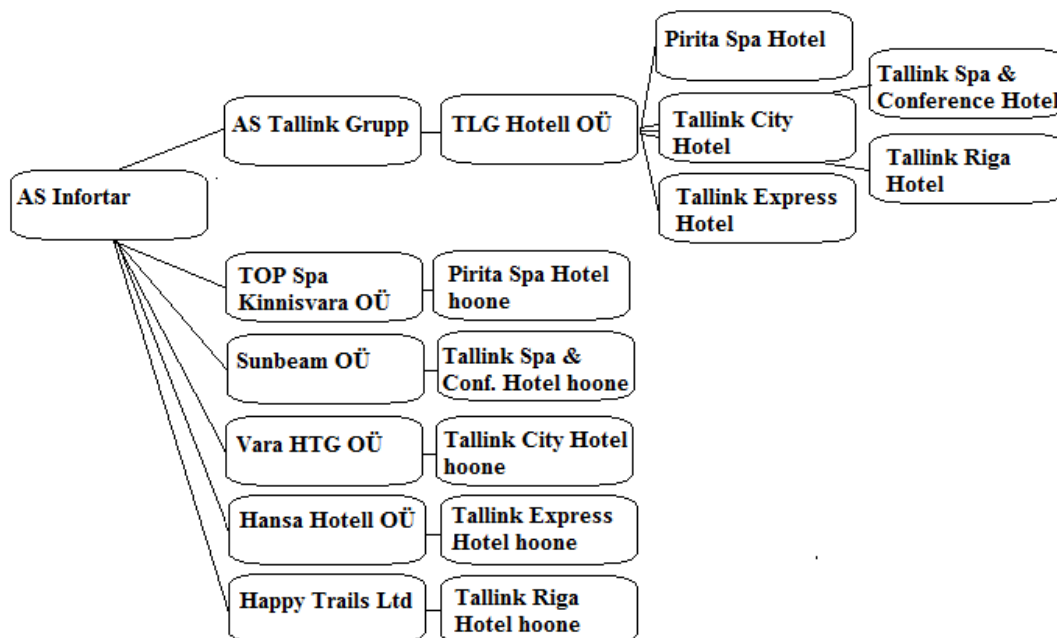 Pirita Spa Hotel
Tallink Spa &
Conference Hotel
AS Tallink Grupp
TLG Hotell OÜ
Tallink City
Hotel
Tallink Riga
Hotel
AS Infortar
Tallink Express
Hotel
TOP Spa
Kinnisvara OÜ
Pirita Spa Hotel
hoone
Sunbeam OÜ
Tallink Spa &
Conf. Hotel hoone
Vara HTG OÜ
Tallink City Hotel
hoone
Hansa Hotell OÜ
Tallink Express
Hotel hoone
Happy Trails Ltd
Tallink Riga
Hotel hoone